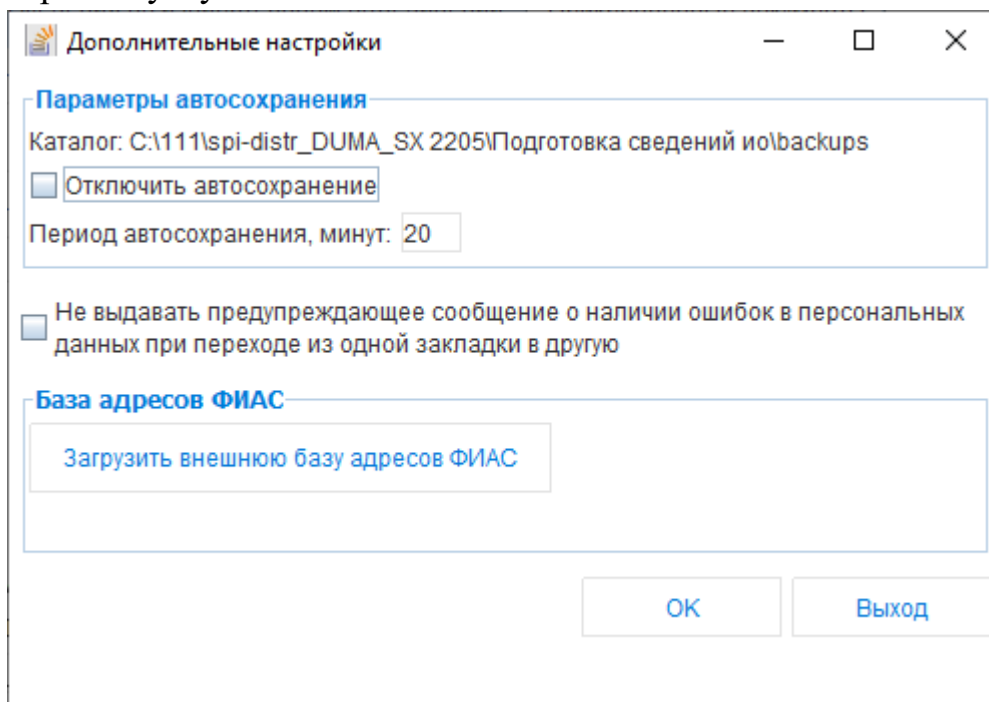 Дополнительные настройки
Параметры автосохранения
Каталог: C:\111\spi-distr_DUMA_SX 2205\Подготовка сведений ио\backups
Отключить автосохранение
Период автосохранения, минут: 20
Не выдавать предупреждающее сообщение о наличии ошибок в персональных
данных при переходе из одной закладки в другую
База адресов ФИАС
Загрузить внешнюю базу адресов ФИАС
OK Выход